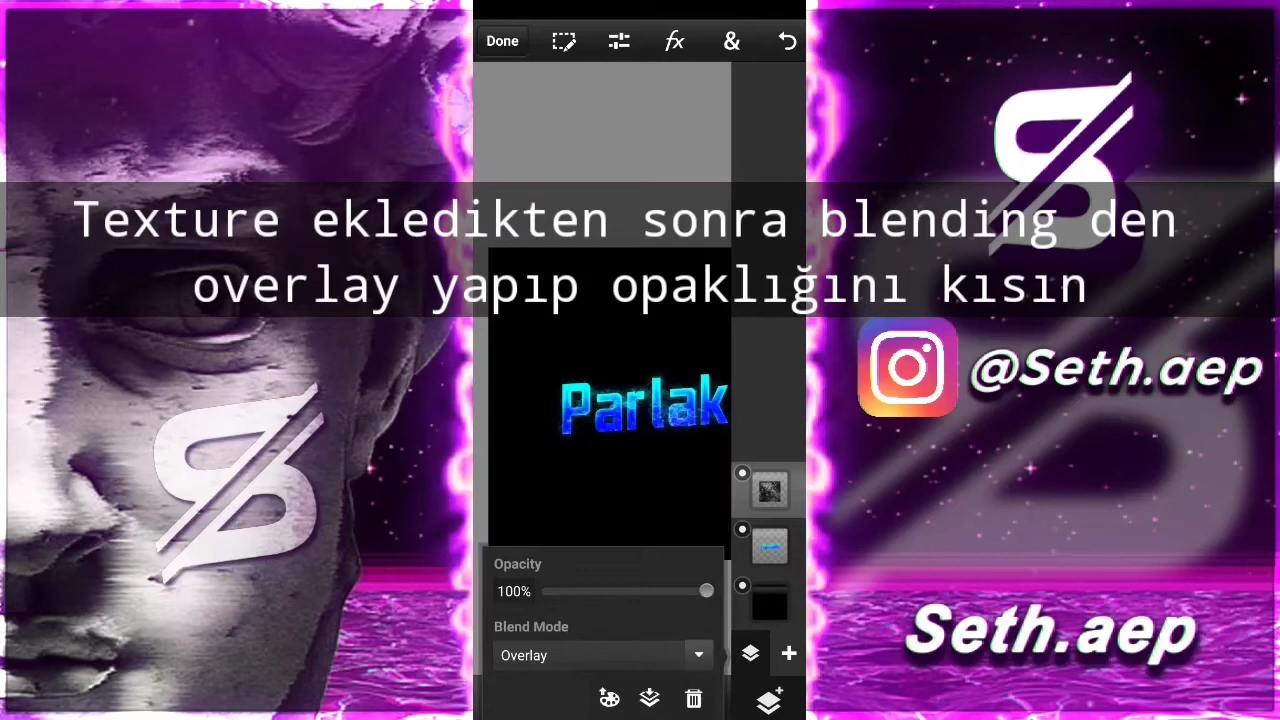 Done
fx
&
Texture ekledikten sonra blending den
overlay yapıp opaklığını kısın
@Seth.aep
Parlak
Opacity
100%
Blend Mode
Overlay
Seth.aep